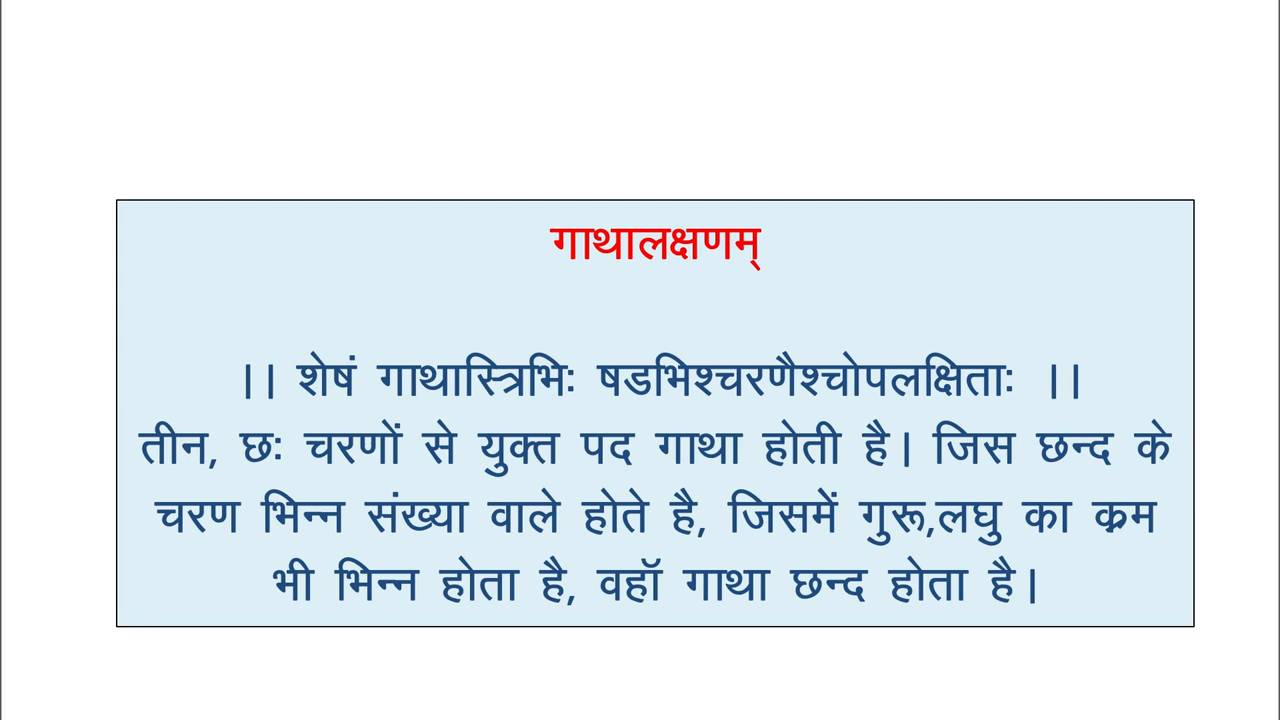 गाथालक्षणम्
।। शेषं गाथास्त्रिभिः षडभिश्चरणैश्चोपलक्षिताः ।।
तीन, छः चरणों से युक्त पद गाथा होती है। जिस छन्द के
चरण भिन्न संख्या वाले होते है, जिसमें गुरू,लघु का क्रम
भी भिन्न होता है, वहॉ गाथा छन्द होता है।